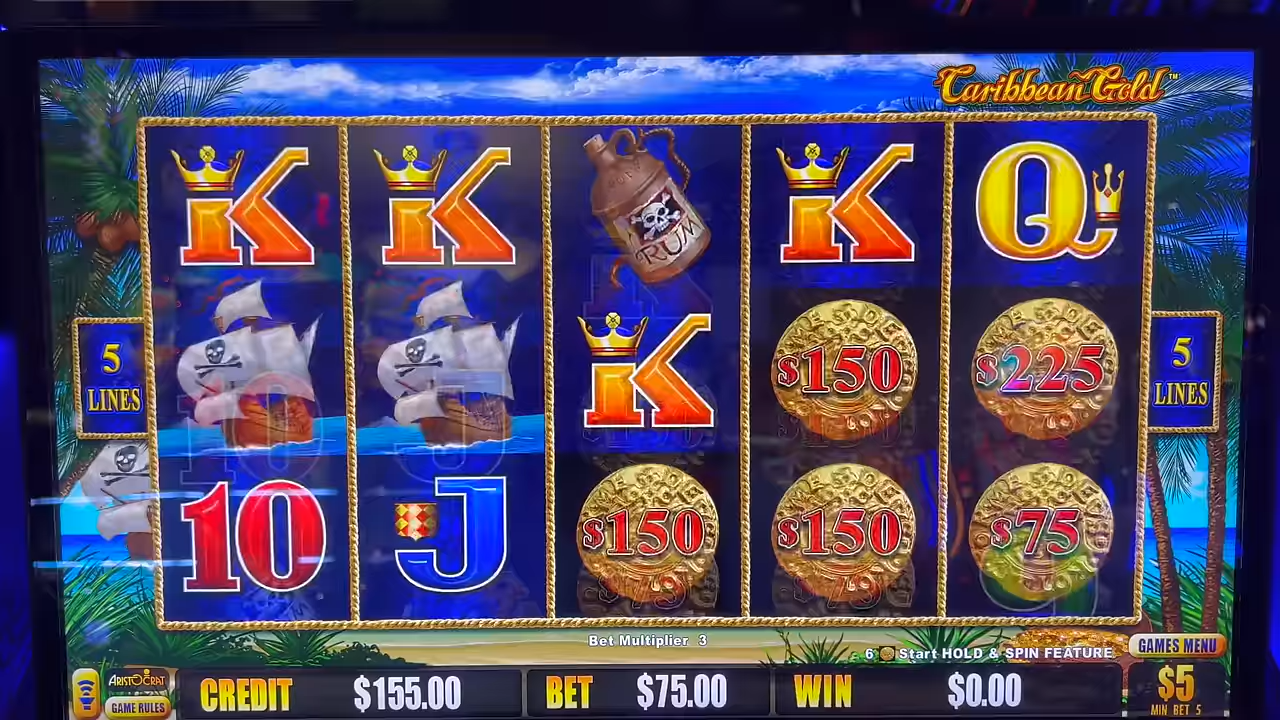 Caribbean Gold™
K K K Q
RUM
5
LINES
K $150 $225
5
LINES
10 J $150 $150 $75
Bet Multiplier 3
6 Start HOLD & SPIN FEATURE
GAMES MENU
ARISTOCRAT
GAME RULES
CREDIT $155.00
BET $75.00
WIN $0.00
$5
MIN BET 5